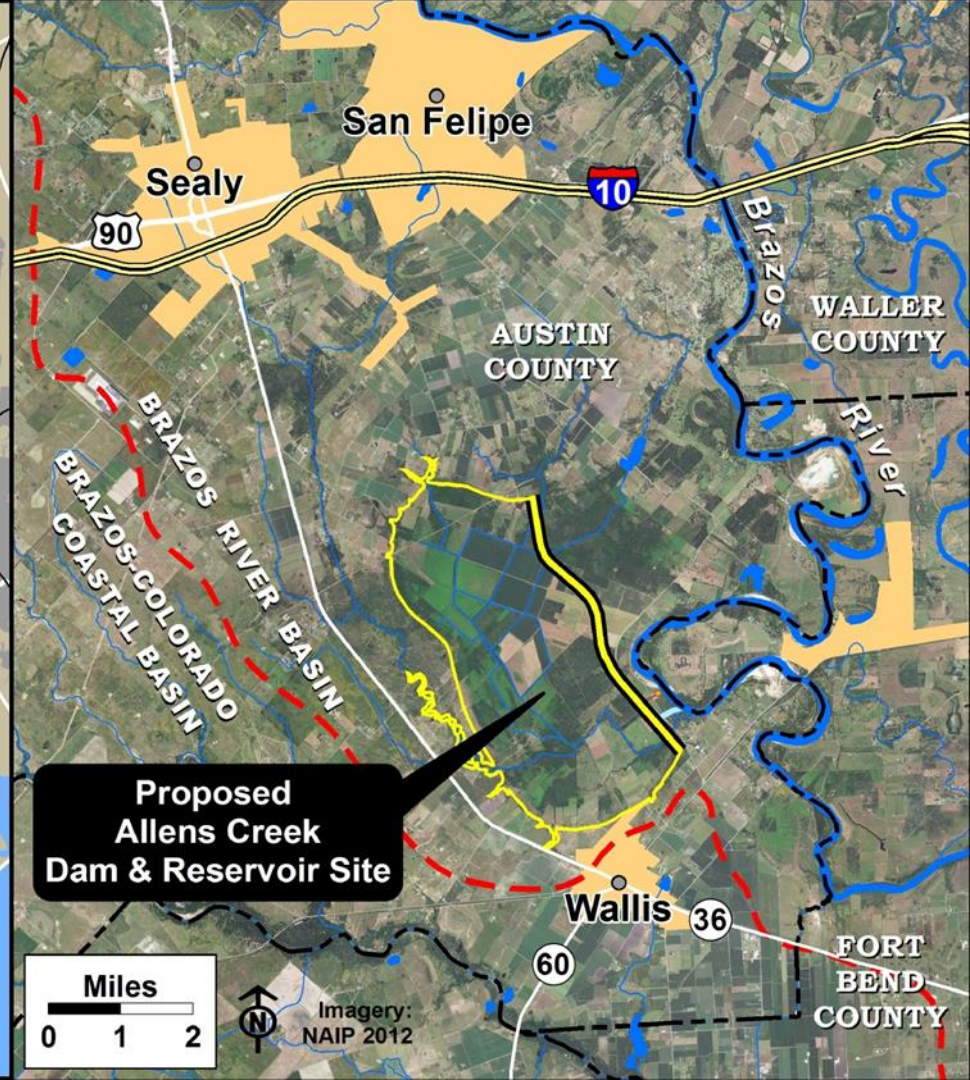 San Felipe
Sealy
10
90
Brazos
River
WALLER
COUNTY
AUSTIN
COUNTY
BRAZOS RIVER BASIN
BRAZOS-COLORADO
COASTAL BASIN
Proposed
Allens Creek
Dam & Reservoir Site
Wallis
36
60
FORT
BEND
COUNTY
Miles
0 1 2
N
Imagery:
NAIP 2012